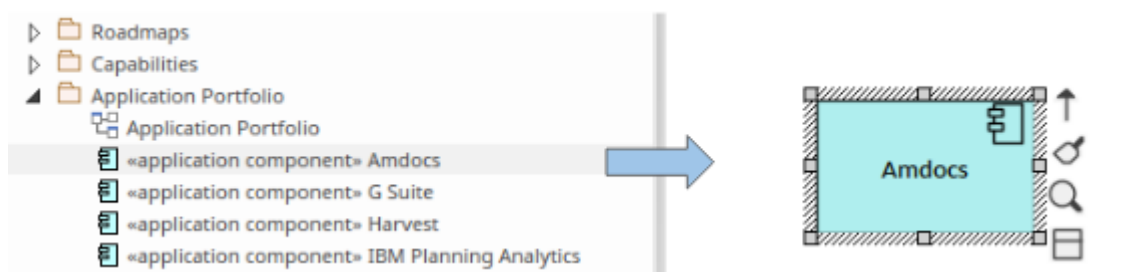 Roadmaps
Capabilities
Application Portfolio
Application Portfolio
«application component» Amdocs
«application component» G Suite
«application component» Harvest
«application component» IBM Planning Analytics
Amdocs